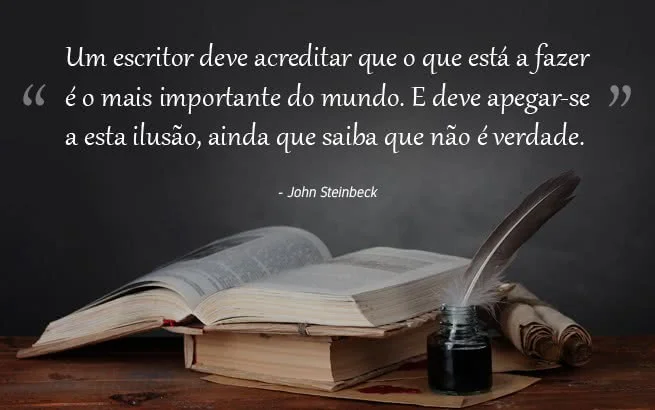 Um escritor deve acreditar que o que está a fazer
“ é o mais importante do mundo. E deve apegar-se ”
a esta ilusão, ainda que saiba que não é verdade.
- John Steinbeck